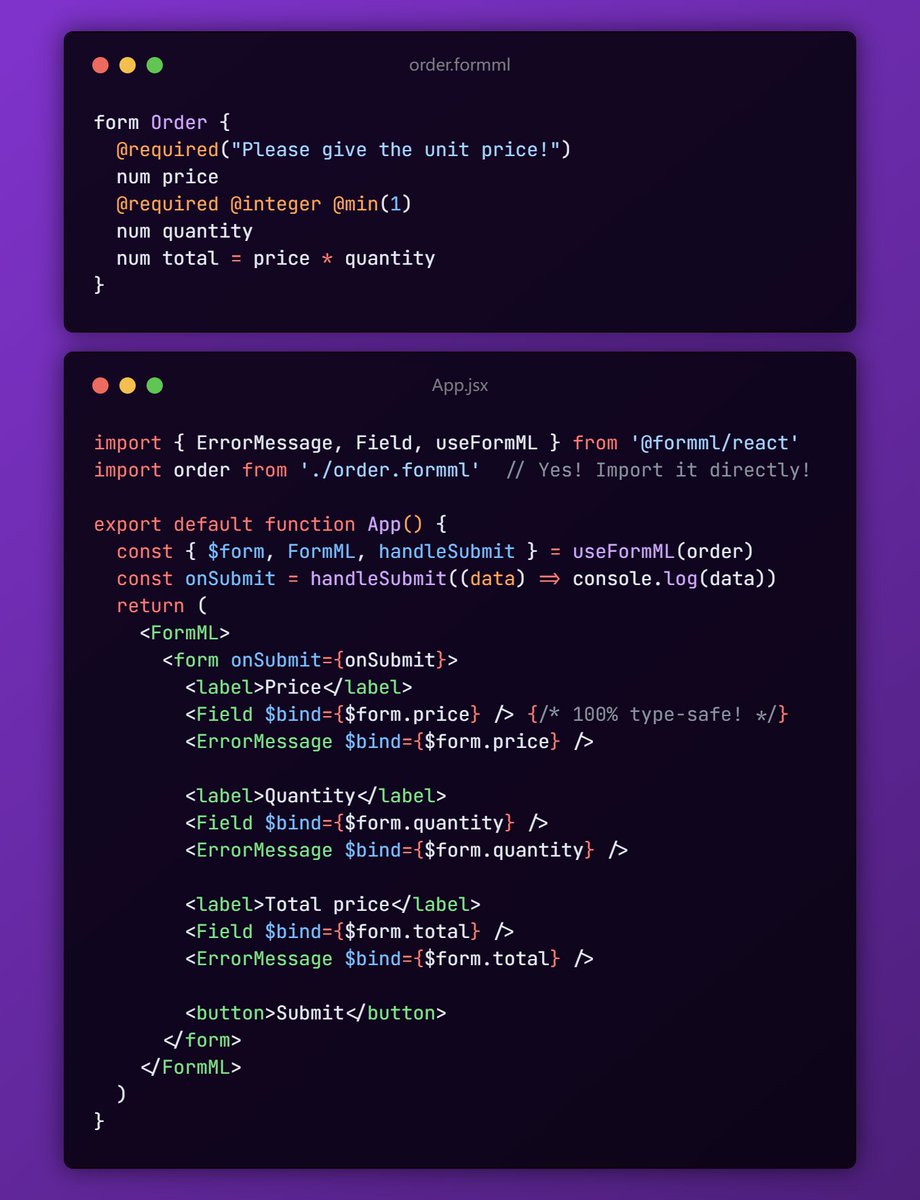 order.formml
form Order {
  @required("Please give the unit price!")
  num price
  @required @integer @min(1)
  num quantity
  num total = price * quantity
}
App.jsx
import { ErrorMessage, Field, useFormML } from '@formml/react'
import order from './order.formml'  // Yes! Import it directly!
export default function App() {
  const { $form, FormML, handleSubmit } = useFormML(order)
  const onSubmit = handleSubmit((data) => console.log(data))
  return (
    <FormML>
      <form onSubmit={onSubmit}>
        <label>Price</label>
        <Field $bind={$form.price} /> {/* 100% type-safe! */}
        <ErrorMessage $bind={$form.price} />
        <label>Quantity</label>
        <Field $bind={$form.quantity} />
        <ErrorMessage $bind={$form.quantity} />
        <label>Total price</label>
        <Field $bind={$form.total} />
        <ErrorMessage $bind={$form.total} />
        <button>Submit</button>
      </form>
    </FormML>
  )
}